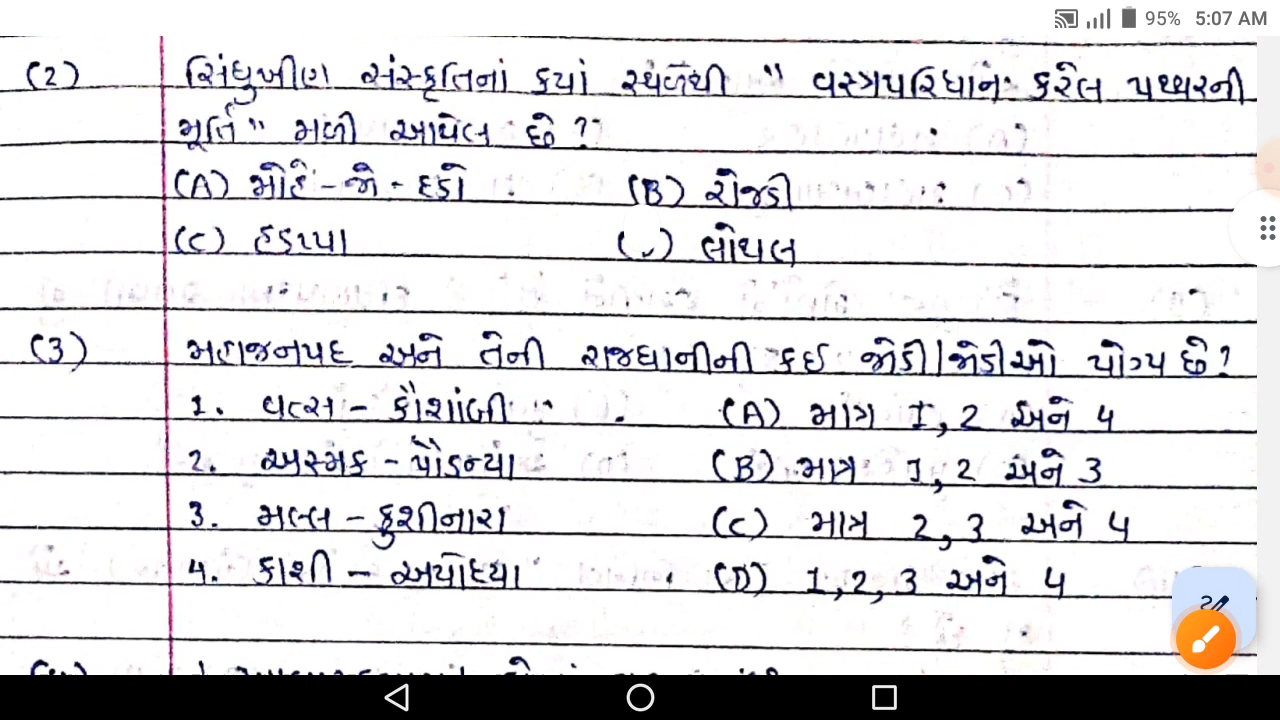 95% 5:07 AM
(2) સિંધુખીણ સંસ્કૃતિનાં કયાં સ્થળેથી " વસ્ત્રપરિધાન કરેલ પથ્થરની
મૂર્તિ" મળી આવેલ છે?
(A) મોહે-જો-દડો (B) રોજડી
(C) હડપ્પા લોથલ
(3) મહાજનપદ અને તેની રાજધાનીની કઈ જોડી/જોડીઓ યોગ્ય છે?
1. વત્સ - કૌશાંબી (A) માત્ર 1, 2 અને 4
2. અસ્મક - પૌડન્યા (B) માત્ર 1, 2 અને 3
3. મલ્લ - કુશીનારા (C) માત્ર 2, 3 અને 4
4. કાશી - અયોધ્યા (D) 1, 2, 3 અને 4